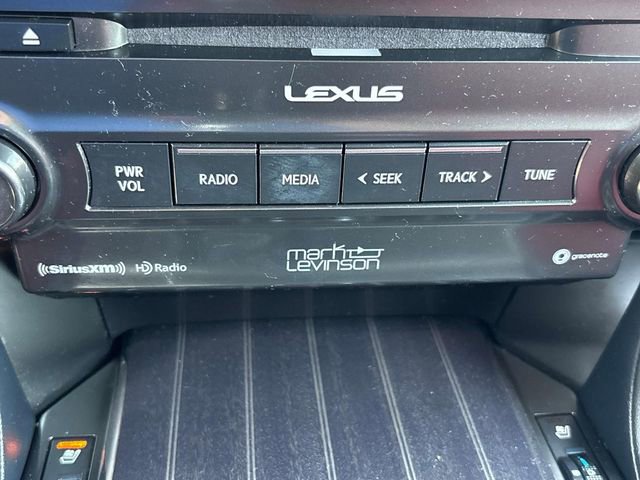 LEXUS
PWR VOL RADIO MEDIA < SEEK TRACK > TUNE
((SiriusXM)) HD Radio
mark Levinson
gracenote